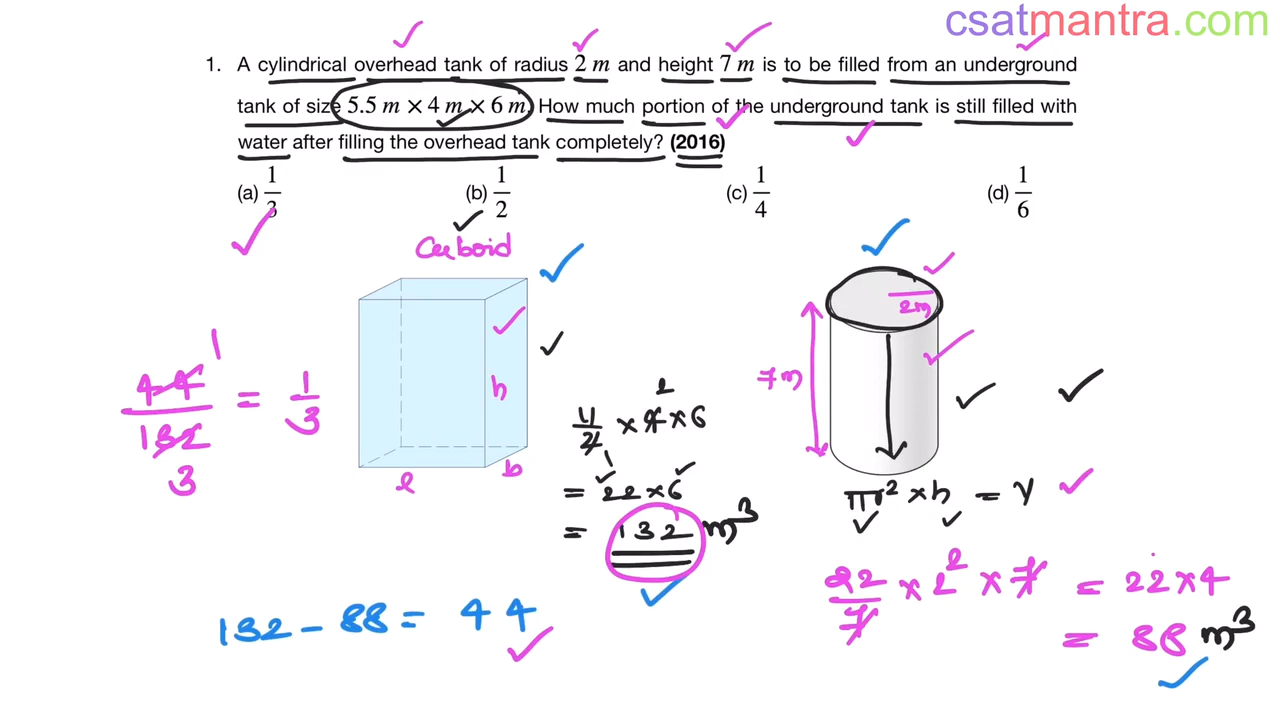 csatmantra.com
1. A cylindrical overhead tank of radius 2 m and height 7 m is to be filled from an underground
tank of size 5.5 m × 4 m × 6 m. How much portion of the underground tank is still filled with
water after filling the overhead tank completely? (2016)
(a) 1/3 (b) 1/2 (c) 1/4 (d) 1/6
Cuboid
2m
7m
h
b
l
11/2 × 4 × 6
2
1
= 22 × 6
= 132 m³
πr² × h = V
22/7 × 2² × 7 = 22 × 4
= 88 m³
132 - 88 = 44
44/132 = 1/3
1
3